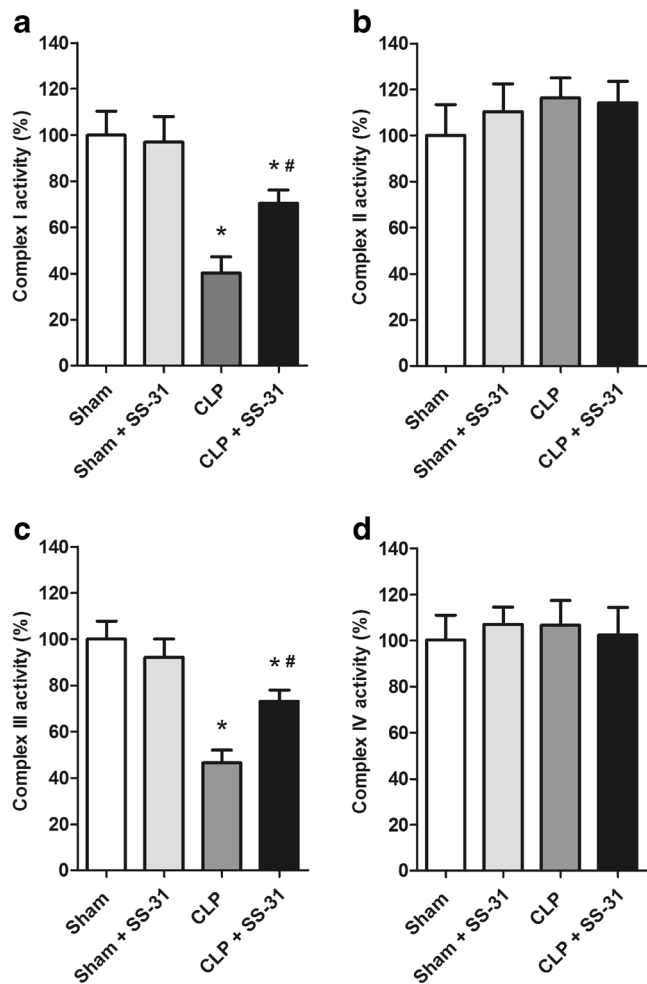 a
Complex I activity (%)
140
120
100
80
60
40
20
0
*
* #
Sham
Sham + SS-31
CLP
CLP + SS-31
b
Complex II activity (%)
140
120
100
80
60
40
20
0
Sham
Sham + SS-31
CLP
CLP + SS-31
c
Complex III activity (%)
140
120
100
80
60
40
20
0
*
* #
Sham
Sham + SS-31
CLP
CLP + SS-31
d
Complex IV activity (%)
140
120
100
80
60
40
20
0
Sham
Sham + SS-31
CLP
CLP + SS-31